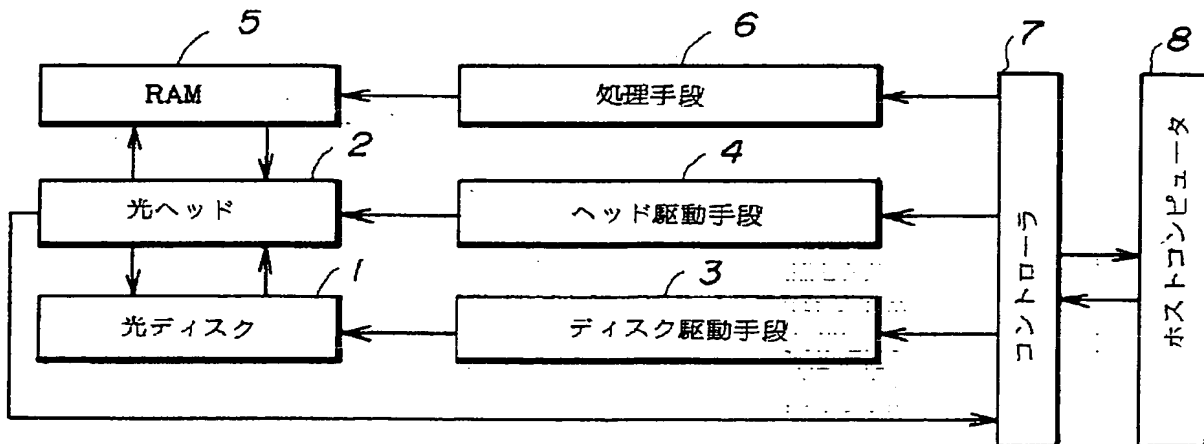 5
6
7
8
RAM
処理手段
2
4
光ヘッド
ヘッド駆動手段
1
3
光ディスク
ディスク駆動手段
コントローラ
ホストコンピュータ